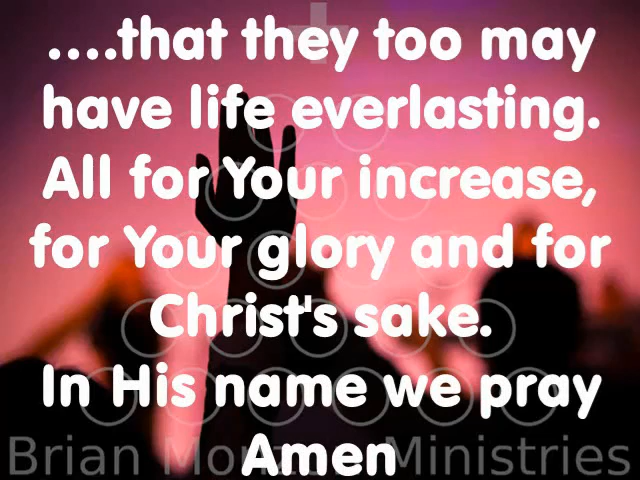 ....that they too may
have life everlasting.
All for Your increase,
for Your glory and for
Christ's sake.
In His name we pray
Amen
Brian Ministries